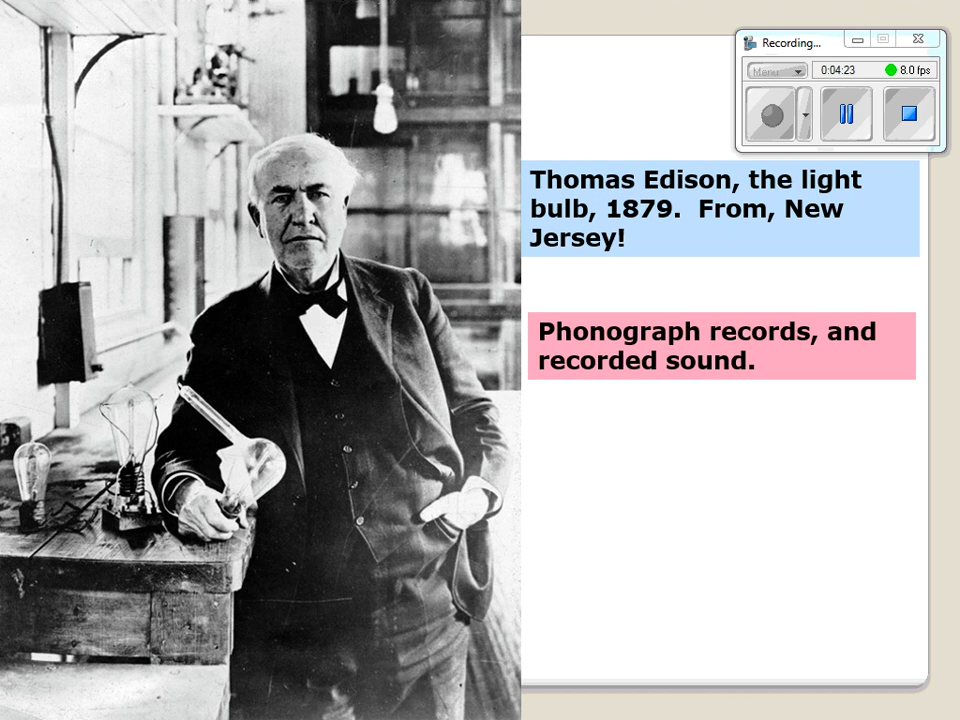 Recording...
Menu
0:04:23
8.0 fps
Thomas Edison, the light
bulb, 1879.  From, New
Jersey!
Phonograph records, and
recorded sound.